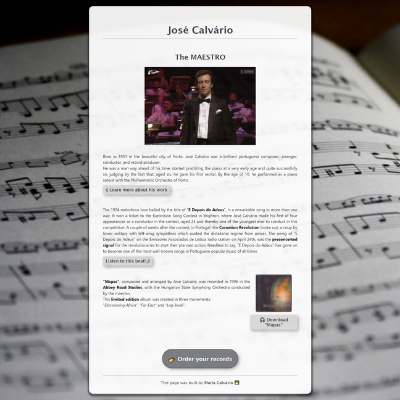 José Calvário
The MAESTRO
Born in 1951 in the beautiful city of Porto, José Calvário was a brilliant portuguese composer, arranger,
conductor, and record producer.
He was a man way ahead of his time, started practicing the piano at a very early age and quite successfully
so, judging by the fact that, aged six, he gave his first recital. By the age of 10, he performed as a piano
soloist with the Philharmonic Orchestra of Porto.
Learn more about his work
The 1974 melodious tune balled by the title of "E Depois do Adeus", is a remarkable song in more than one
way. It won a ticket to the Eurovision Song Contest in Brighton, where José Calvário made his first of four
appearances as a conductor in the contest, aged 23 and thereby one of the youngest ever to conduct in this
competition. A couple of weeks after the contest, in Portugal, the Carnation Revolution broke out, a coup by
lower military with left-wing sympathies which ousted the dictatorial regime from power. The airing of "E
Depois do Adeus" on the Emissores Associados de Lisboa radio station on April 24th, was the preconcerted
signal for the revolutionaries to start their planned action. Needless to say, "E Depois do Adeus" has gone on
to become one of the most well-known songs in Portuguese popular music of all times.
Listen to this beat!
"Mapas", composed and arranged by José Calvário, was recorded in 1996 in the
Abbey Road Studios, with the Hungarian State Symphony Orchestra conducted
by the maestro.
This limited edition album was created in three movements:
"Discovering Africa", "Far East" and "Log-book".
Download
"Mapas"
Order your records
This page was built by Maria Calvário